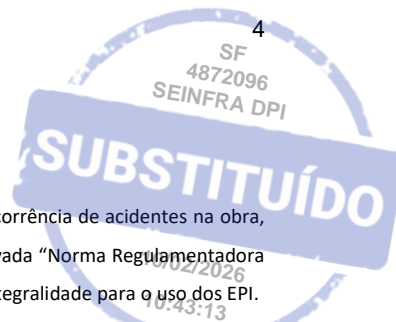 4
SF
4872096
SEINFRA DPI
SUBSTITUÍDO
corrência de acidentes na obra,
vada “Norma Regulamentadora
/02/2026
tegralidade para o uso dos EPI.
10:43:13